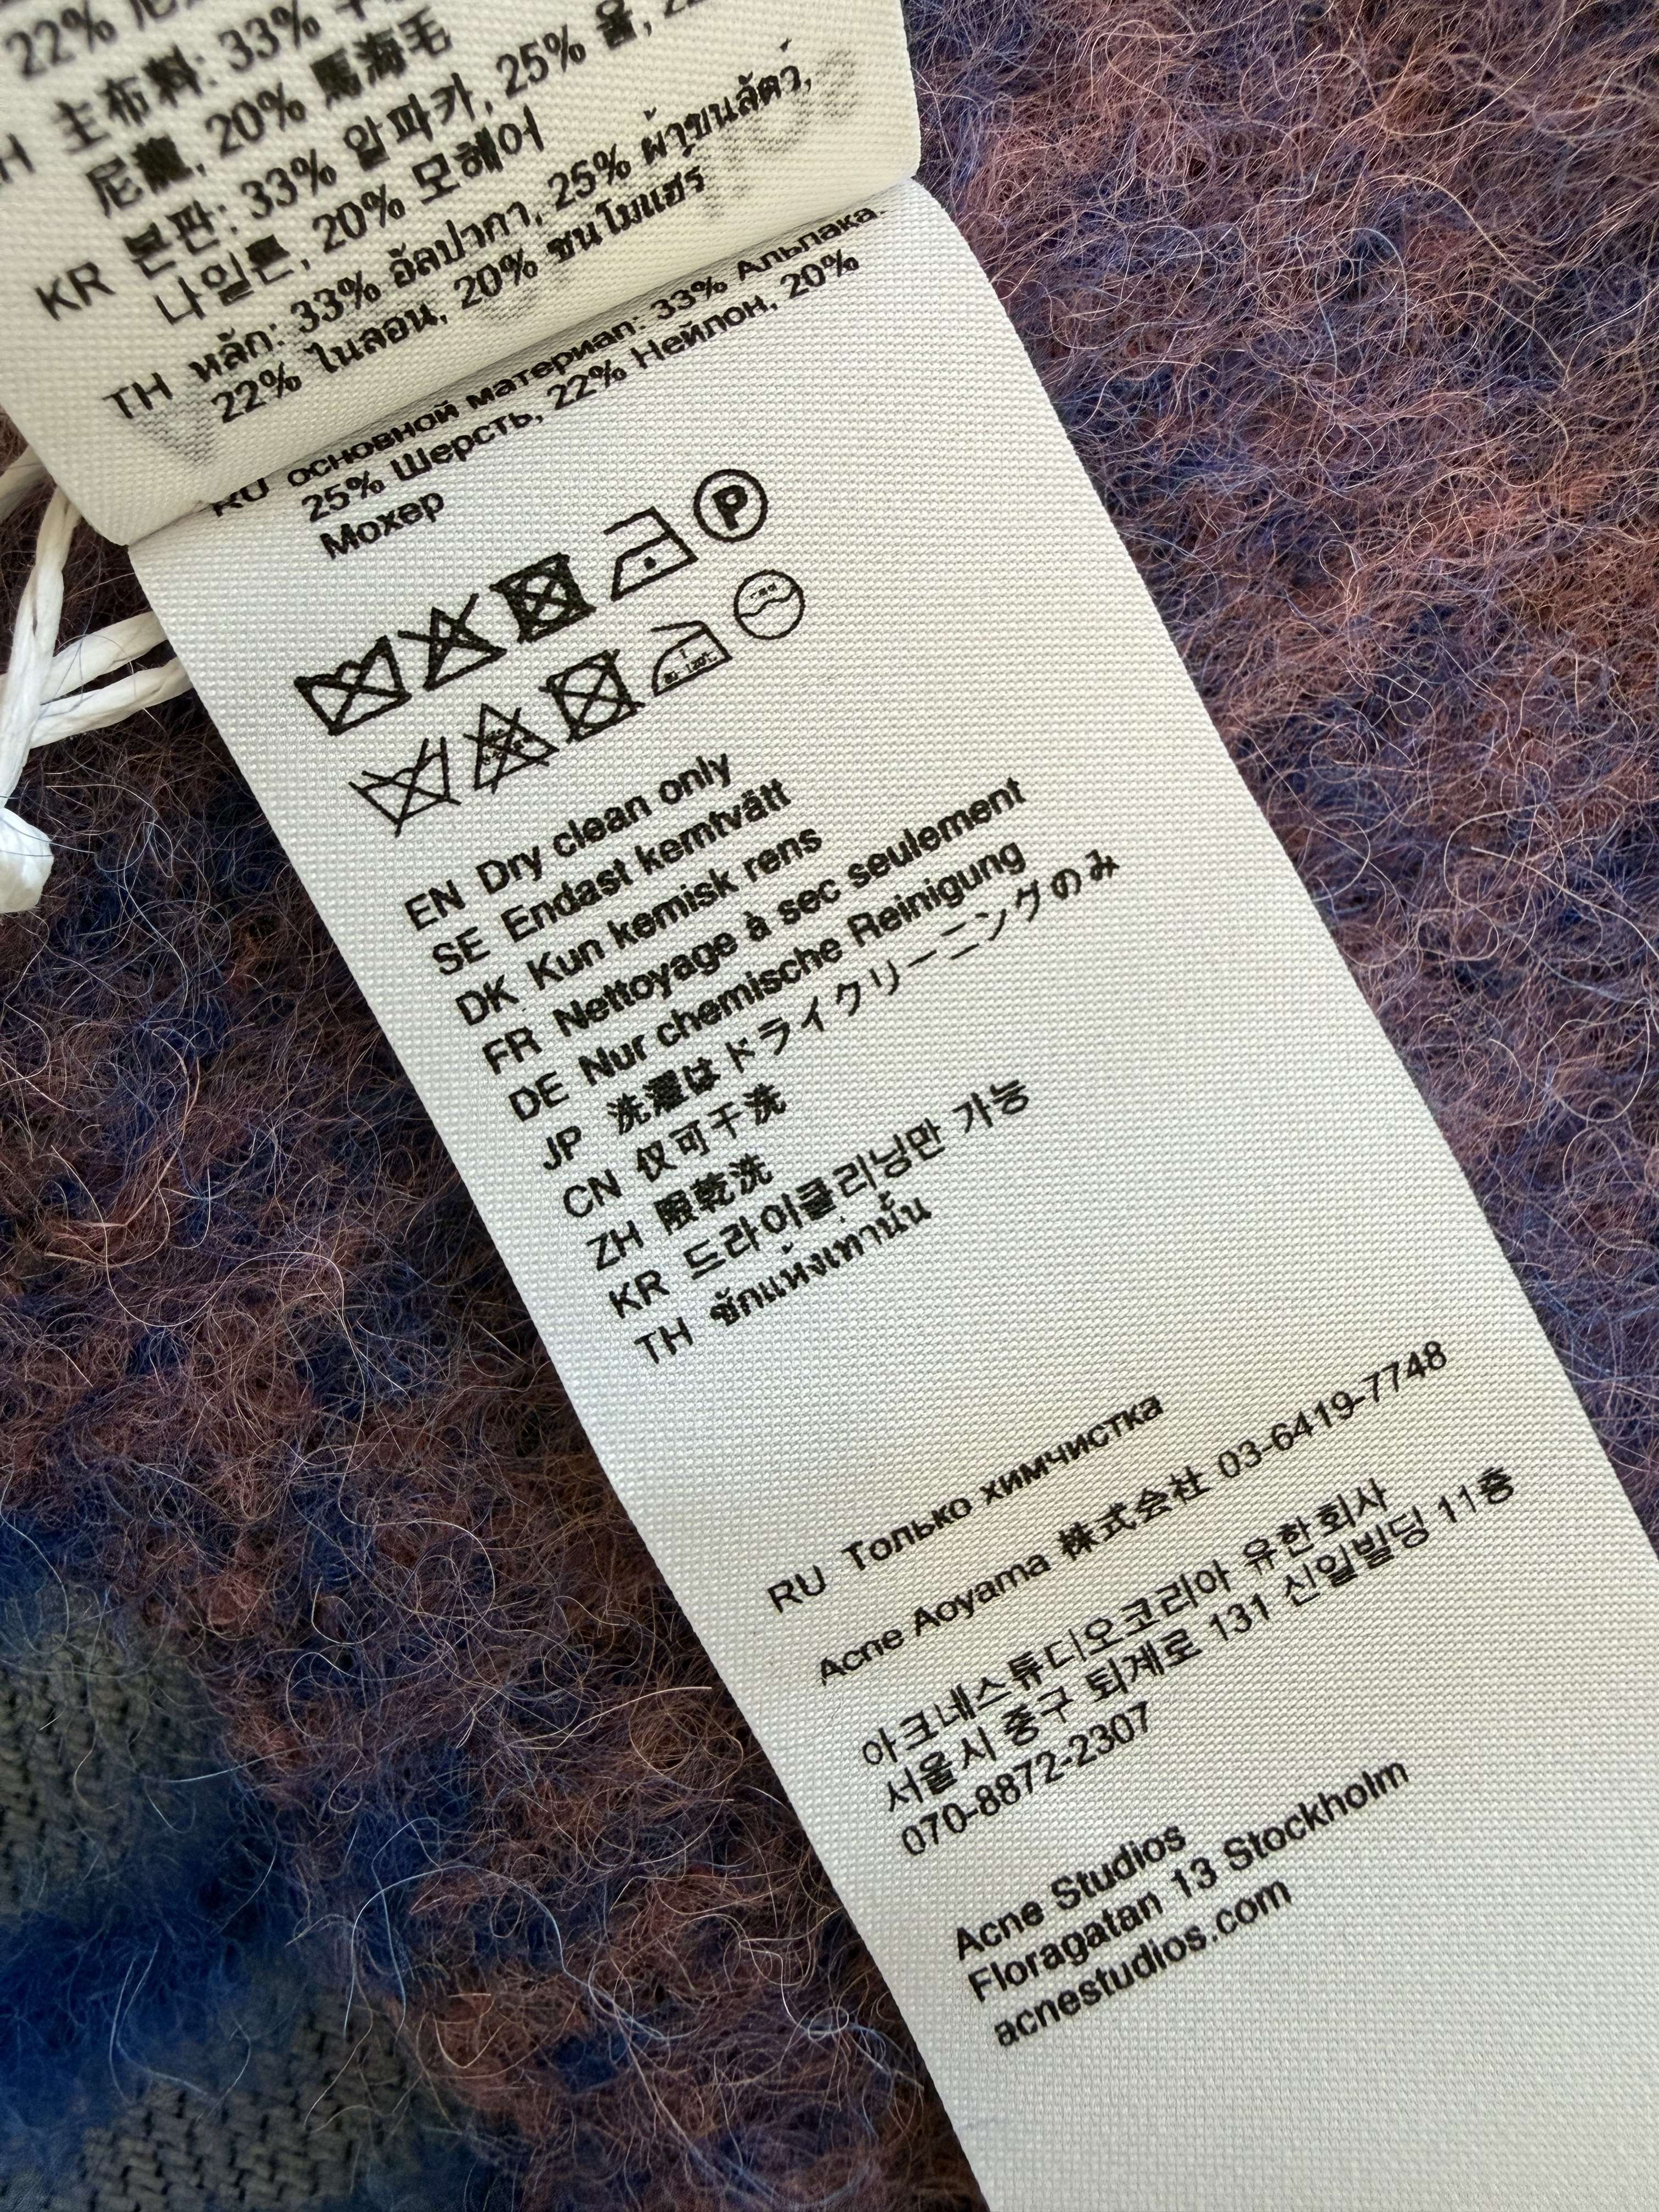 22%
主布料: 33%
尼龍, 20% 馬海毛
KR 본판: 33% 알파카, 25% 울,
나일론, 20% 모헤어
TH หลัก: 33% อัลปากา, 25% ผ้าขนสัตว์,
22% ไนลอน, 20% ขนโมแฮร์
RU основной материал: 33% Альпака,
25% Шерсть, 22% Нейлон, 20%
Мохер
P
EN Dry clean only
SE Endast kemtvätt
DK Kun kemisk rens
FR Nettoyage à sec seulement
DE Nur chemische Reinigung
JP 洗濯はドライクリーニングのみ
CN 仅可干洗
ZH 限乾洗
KR 드라이클리닝만 가능
TH ซักแห้งเท่านั้น
RU Только химчистка
Acne Aoyama 株式会社 03-6419-7748
아크네스튜디오코리아 유한회사
서울시 중구 퇴계로 131 신일빌딩 11층
070-8872-2307
Acne Studios
Floragatan 13 Stockholm
acnestudios.com